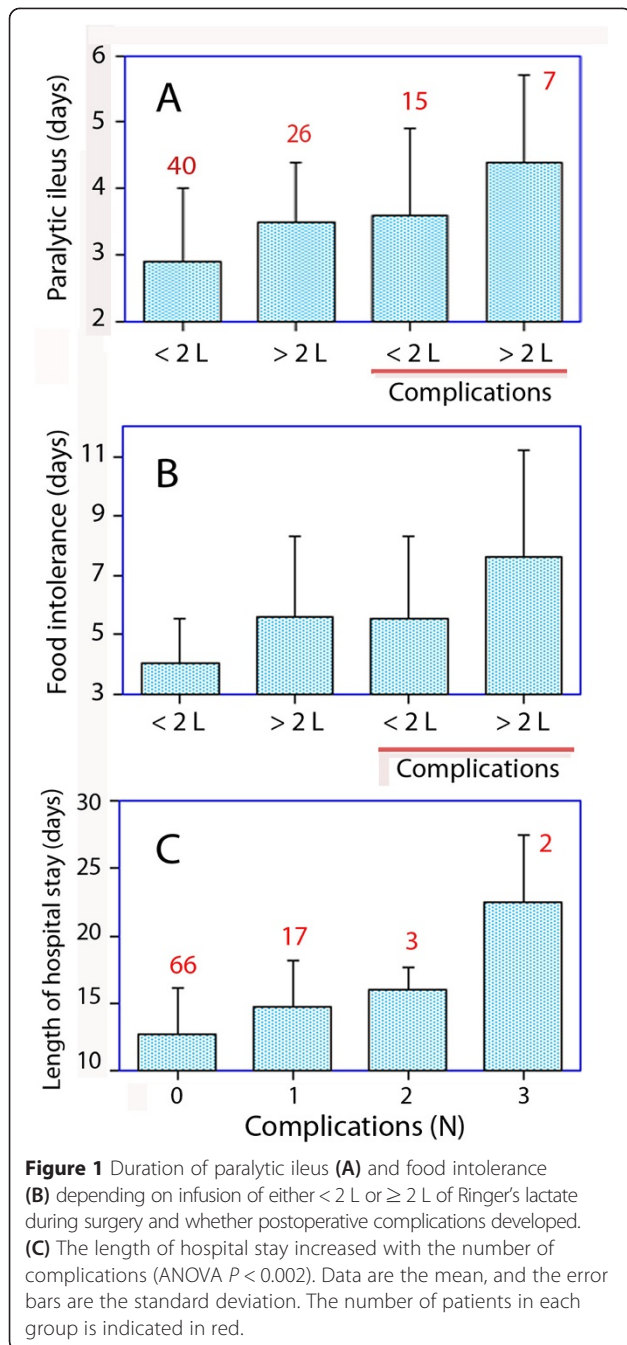 Paralytic ileus (days)
6
5
4
3
2
A
40
26
15
7
< 2 L > 2 L < 2 L > 2 L
Complications
Food intolerance (days)
11
9
7
5
3
B
< 2 L > 2 L < 2 L > 2 L
Complications
Length of hospital stay (days)
30
25
20
15
10
C
66
17
3
2
0 1 2 3
Complications (N)
Figure 1 Duration of paralytic ileus (A) and food intolerance
(B) depending on infusion of either < 2 L or ≥ 2 L of Ringer's lactate
during surgery and whether postoperative complications developed.
(C) The length of hospital stay increased with the number of
complications (ANOVA P < 0.002). Data are the mean, and the error
bars are the standard deviation. The number of patients in each
group is indicated in red.